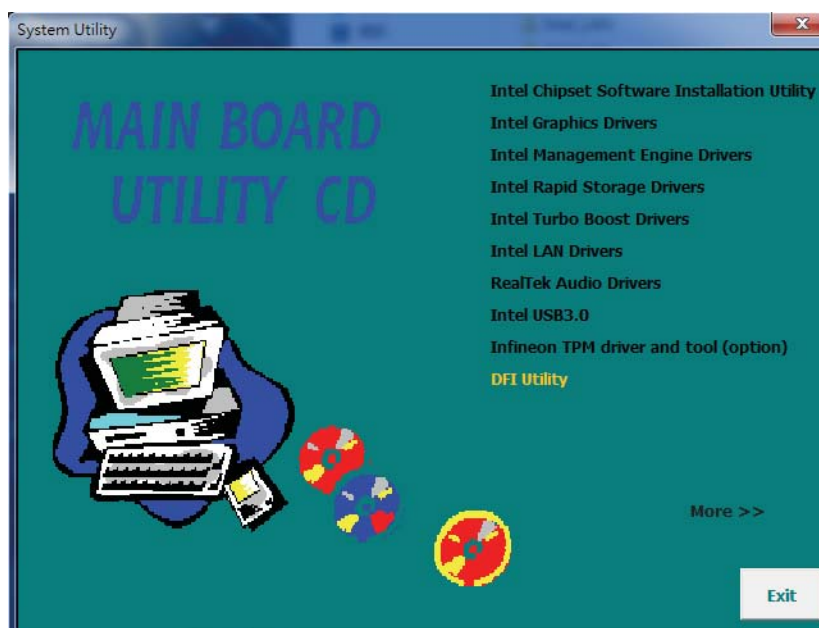 System Utility
MAIN BOARD
UTILITY CD
Intel Chipset Software Installation Utility
Intel Graphics Drivers
Intel Management Engine Drivers
Intel Rapid Storage Drivers
Intel Turbo Boost Drivers
Intel LAN Drivers
RealTek Audio Drivers
Intel USB3.0
Infineon TPM driver and tool (option)
DFI Utility
More >>
Exit